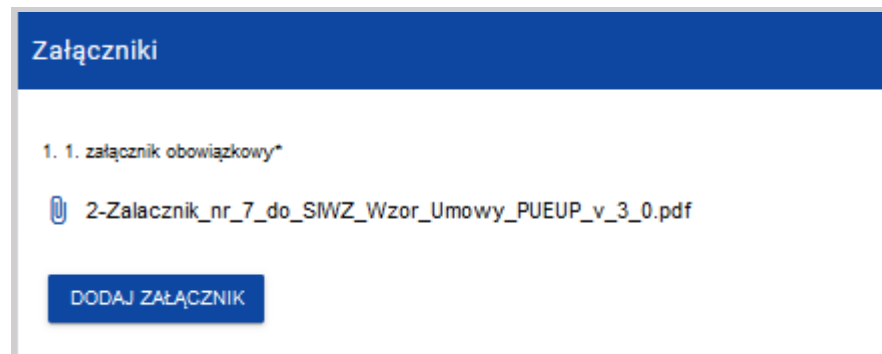 Załączniki
1. 1. załącznik obowiązkowy*
2-Zalacznik_nr_7_do_SIWZ_Wzor_Umowy_PUEUP_v_3_0.pdf
DODAJ ZAŁĄCZNIK